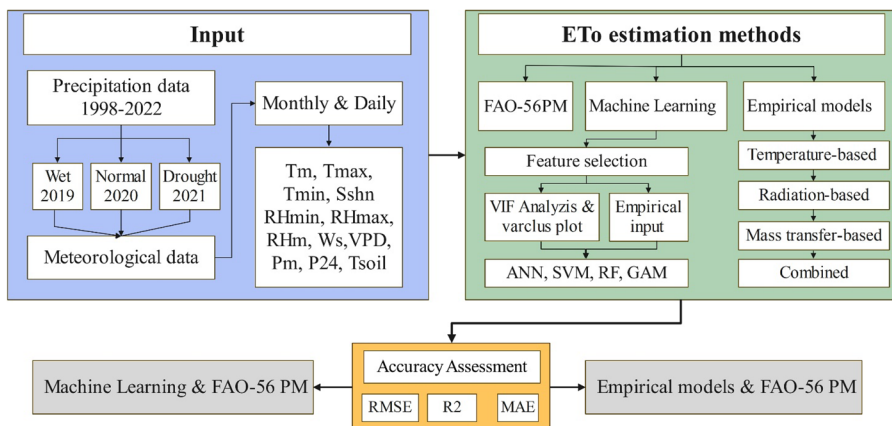 Input
Precipitation data
1998-2022
Wet
2019
Normal
2020
Drought
2021
Meteorological data
Monthly & Daily
Tm, Tmax,
Tmin, Sshn
RHmin, RHmax,
RHm, Ws,VPD,
Pm, P24, Tsoil
ETo estimation methods
FAO-56PM
Machine Learning
Empirical models
Feature selection
VIF Analyzis &
varclus plot
Empirical
input
ANN, SVM, RF, GAM
Temperature-based
Radiation-based
Mass transfer-based
Combined
Accuracy Assessment
RMSE
R2
MAE
Machine Learning & FAO-56 PM
Empirical models & FAO-56 PM